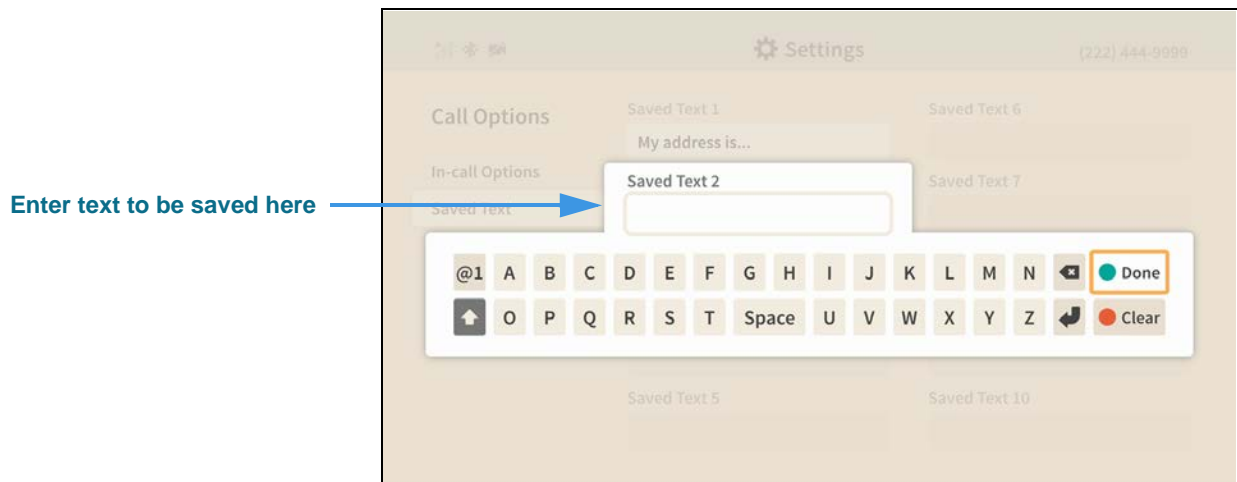 Settings
(222) 444-9999
Call Options
Saved Text 1
Saved Text 6
My address is...
In-call Options
Saved Text 2
Saved Text 7
Enter text to be saved here
Saved Text
@1 A B C D E F G H I J K L M N Done
O P Q R S T Space U V W X Y Z Clear
Saved Text 5
Saved Text 10